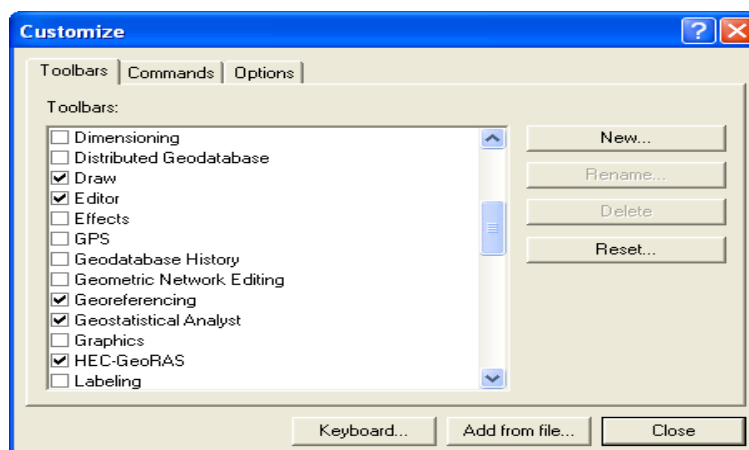 Customize
Toolbars Commands Options
Toolbars:
Dimensioning
Distributed Geodatabase
Draw
Editor
Effects
GPS
Geodatabase History
Geometric Network Editing
Georeferencing
Geostatistical Analyst
Graphics
HEC-GeoRAS
Labeling
New...
Rename...
Delete
Reset...
Keyboard... Add from file... Close